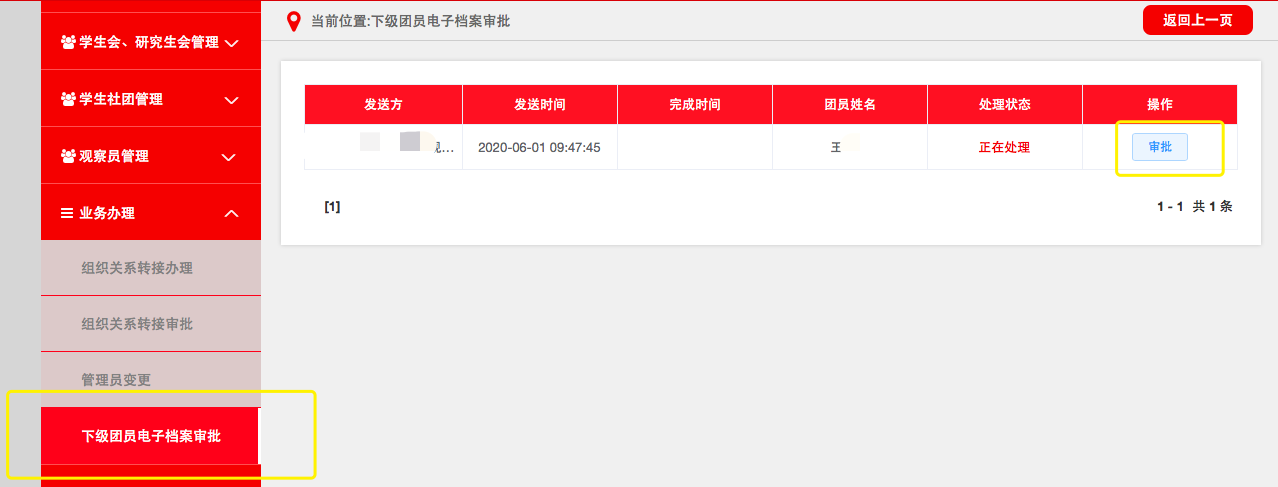 学生会、研究生会管理
学生社团管理
观察员管理
业务办理
组织关系转接办理
组织关系转接审批
管理员变更
下级团员电子档案审批
当前位置:下级团员电子档案审批
返回上一页
发送方 发送时间 完成时间 团员姓名 处理状态 操作
... 2020-06-01 09:47:45 王 正在处理 审批
[1]
1 - 1 共 1 条